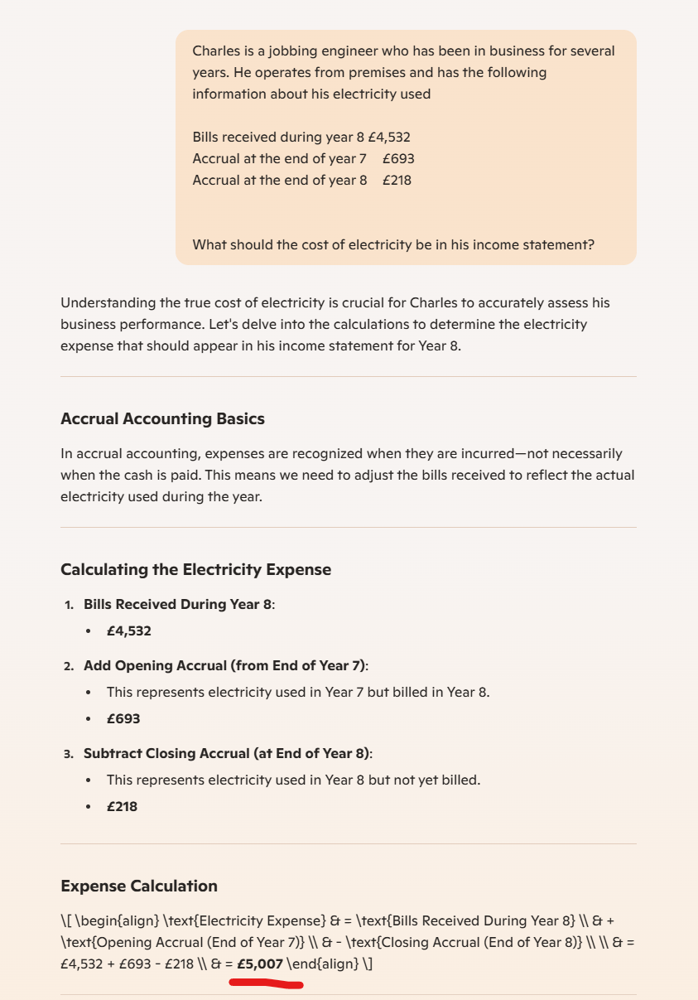 Charles is a jobbing engineer who has been in business for several
years. He operates from premises and has the following
information about his electricity used
Bills received during year 8 £4,532
Accrual at the end of year 7 £693
Accrual at the end of year 8 £218
What should the cost of electricity be in his income statement?
Understanding the true cost of electricity is crucial for Charles to accurately assess his
business performance. Let's delve into the calculations to determine the electricity
expense that should appear in his income statement for Year 8.
Accrual Accounting Basics
In accrual accounting, expenses are recognized when they are incurred—not necessarily
when the cash is paid. This means we need to adjust the bills received to reflect the actual
electricity used during the year.
Calculating the Electricity Expense
1. Bills Received During Year 8:
• £4,532
2. Add Opening Accrual (from End of Year 7):
• This represents electricity used in Year 7 but billed in Year 8.
• £693
3. Subtract Closing Accrual (at End of Year 8):
• This represents electricity used in Year 8 but not yet billed.
• £218
Expense Calculation
\[ \begin{align} \text{Electricity Expense} & = \text{Bills Received During Year 8} \\ & +
\text{Opening Accrual (End of Year 7)} \\ & - \text{Closing Accrual (End of Year 8)} \\ \\ & =
£4,532 + £693 - £218 \\ & = £5,007 \end{align} \]